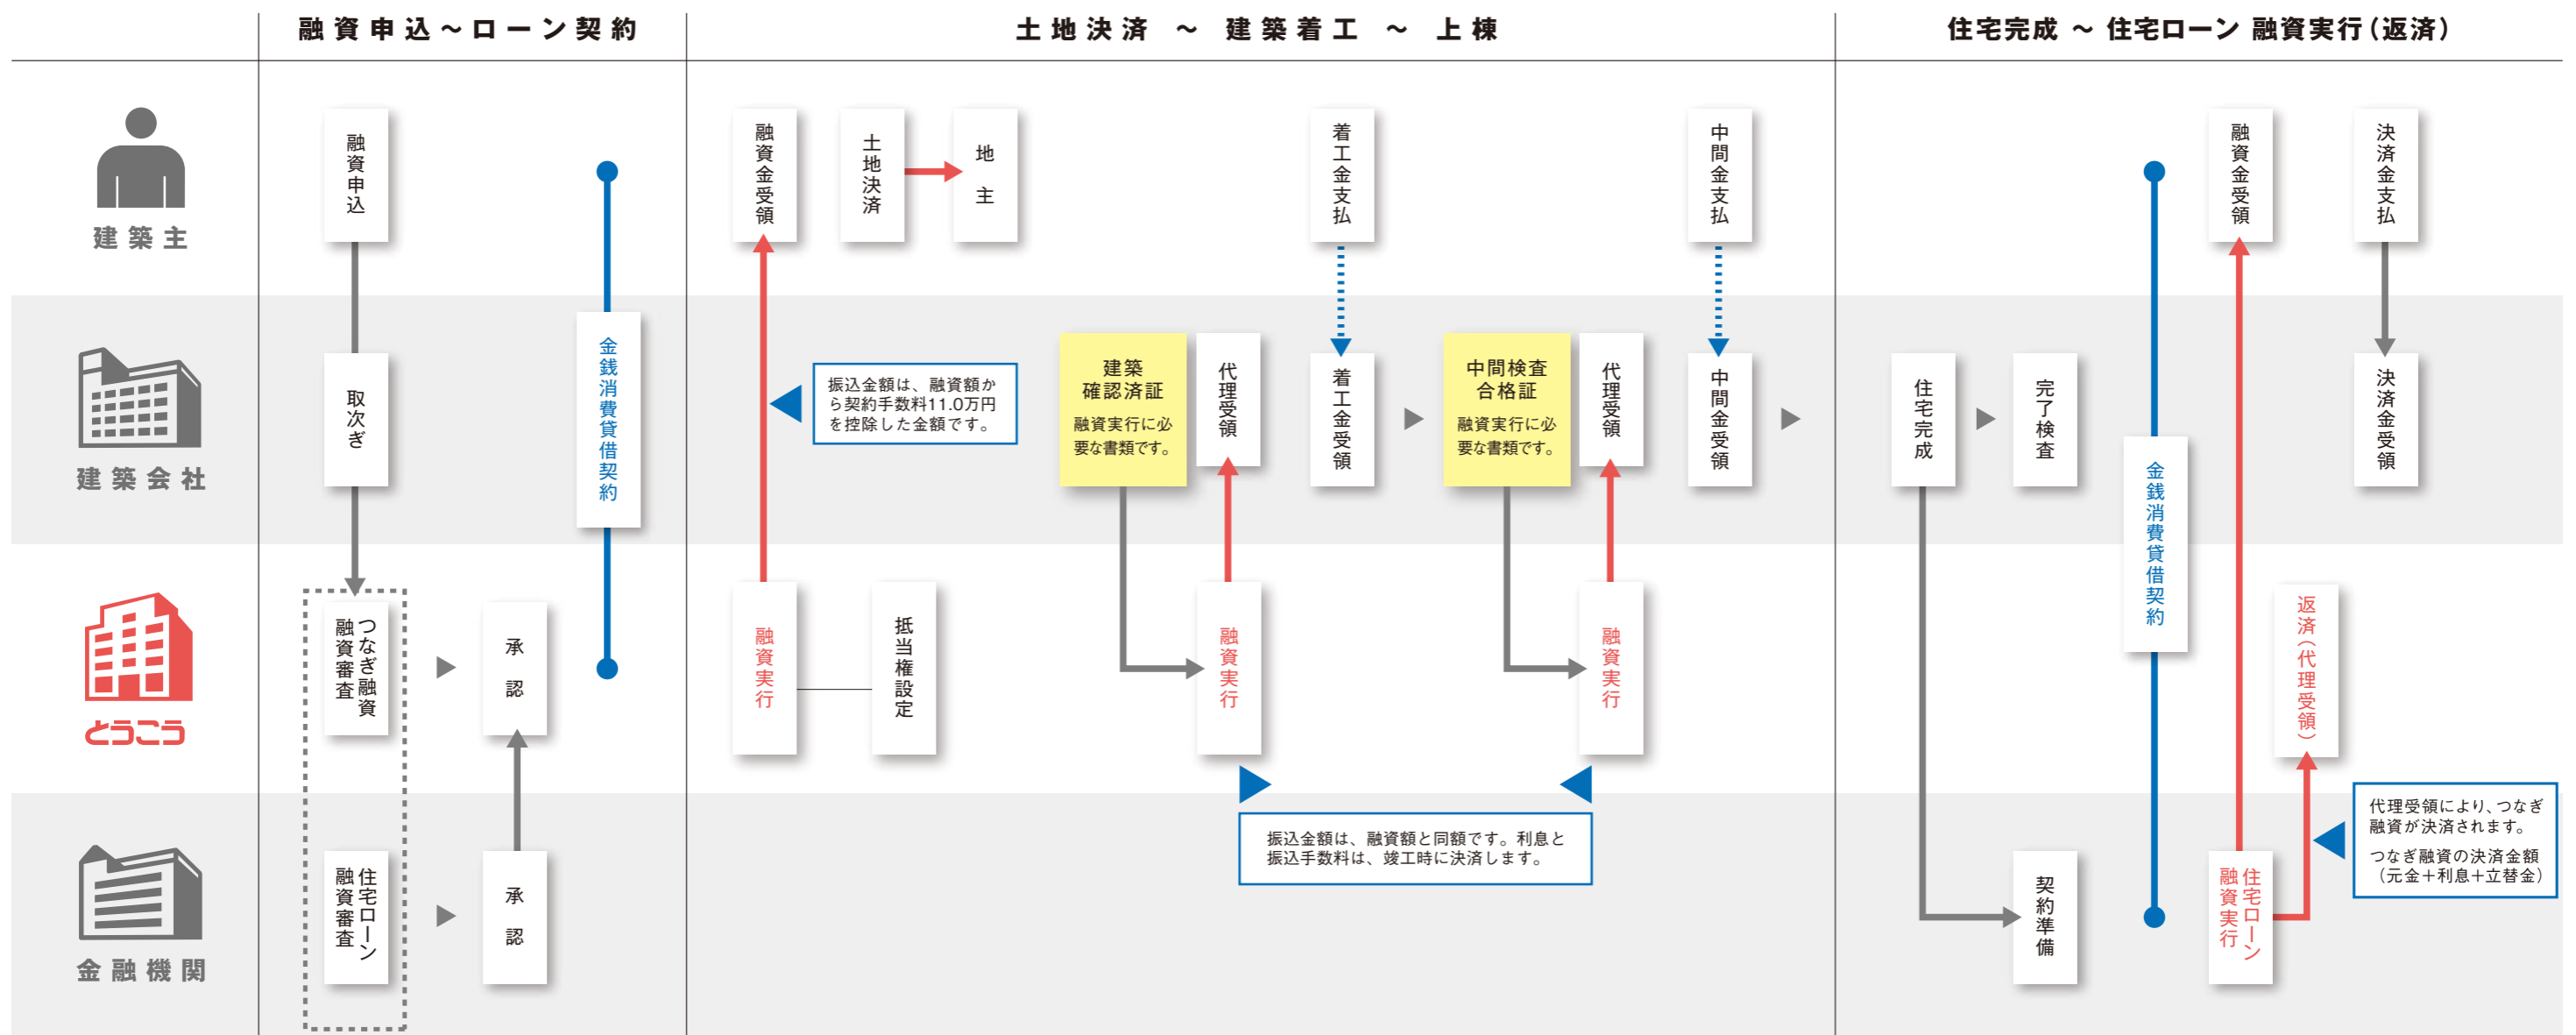 融資申込～ローン契約
土地決済 ～ 建築着工 ～ 上棟
住宅完成 ～ 住宅ローン 融資実行（返済）
建築主
融資申込
融資金受領
土地決済
地主
着工金支払
中間金支払
融資金受領
決済金支払
建築会社
取次ぎ
金銭消費貸借契約
振込金額は、融資額か
ら契約手数料11.0万円
を控除した金額です。
建築
確認済証
融資実行に必
要な書類です。
代理受領
着工金受領
中間検査
合格証
融資実行に必
要な書類です。
代理受領
中間金受領
住宅完成
完了検査
金銭消費貸借契約
決済金受領
とうこう
つなぎ融資
融資審査
承認
融資実行
抵当権設定
融資実行
融資実行
返済（代理受領）
金融機関
住宅ローン
融資審査
承認
振込金額は、融資額と同額です。利息と
振込手数料は、竣工時に決済します。
契約準備
住宅ローン
融資実行
代理受領により、つなぎ
融資が決済されます。
つなぎ融資の決済金額
（元金＋利息＋立替金）